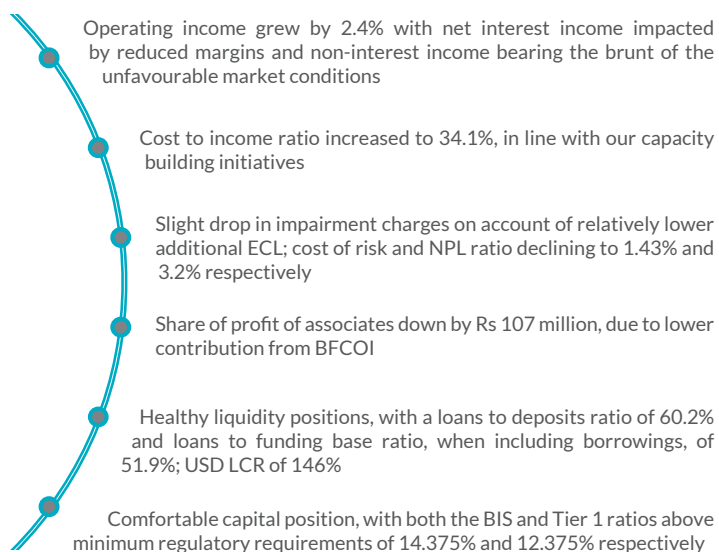 Operating income grew by 2.4% with net interest income impacted
by reduced margins and non-interest income bearing the brunt of the
unfavourable market conditions
Cost to income ratio increased to 34.1%, in line with our capacity
building initiatives
Slight drop in impairment charges on account of relatively lower
additional ECL; cost of risk and NPL ratio declining to 1.43% and
3.2% respectively
Share of profit of associates down by Rs 107 million, due to lower
contribution from BFCOI
Healthy liquidity positions, with a loans to deposits ratio of 60.2%
and loans to funding base ratio, when including borrowings, of
51.9%; USD LCR of 146%
Comfortable capital position, with both the BIS and Tier 1 ratios above
minimum regulatory requirements of 14.375% and 12.375% respectively